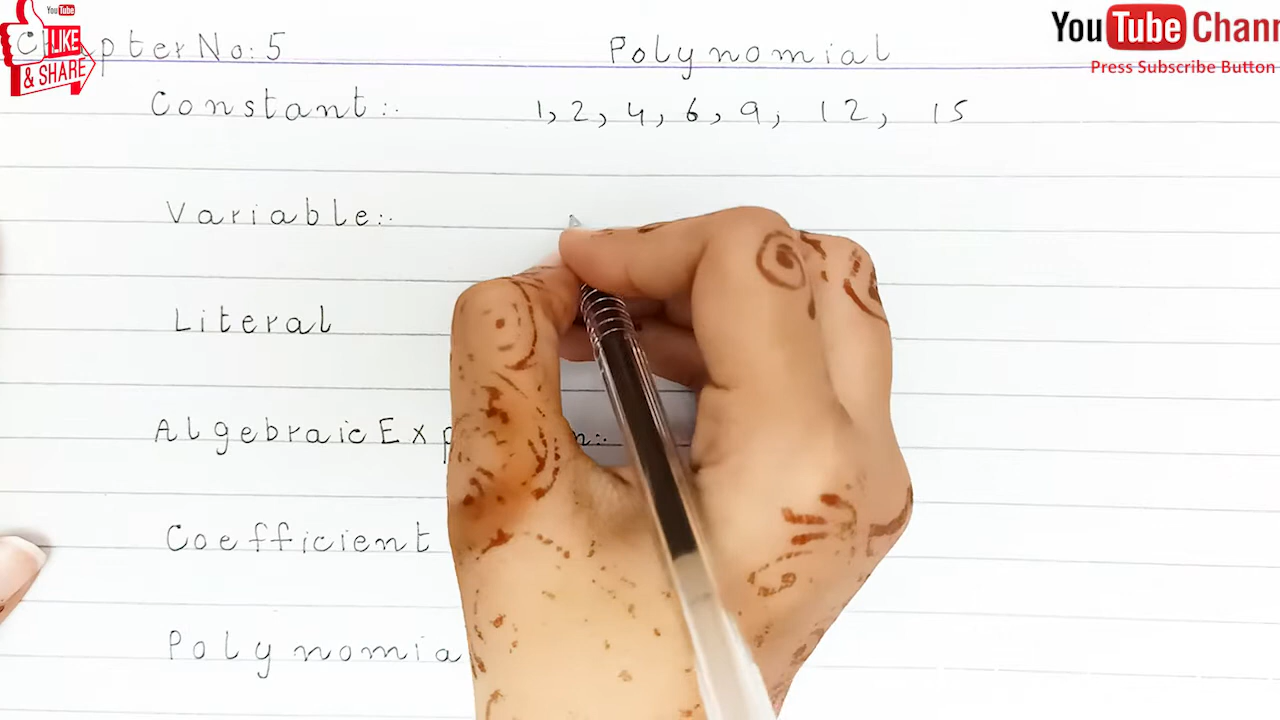 YouTube
LIKE
& SHARE
YouTube Chann
Press Subscribe Button
Chapter No:5 Polynomial
Constant:. 1, 2, 4, 6, 9, 12, 15
Variable:.
Literal
Algebraic Exp n:.
Coefficient
Polynomia